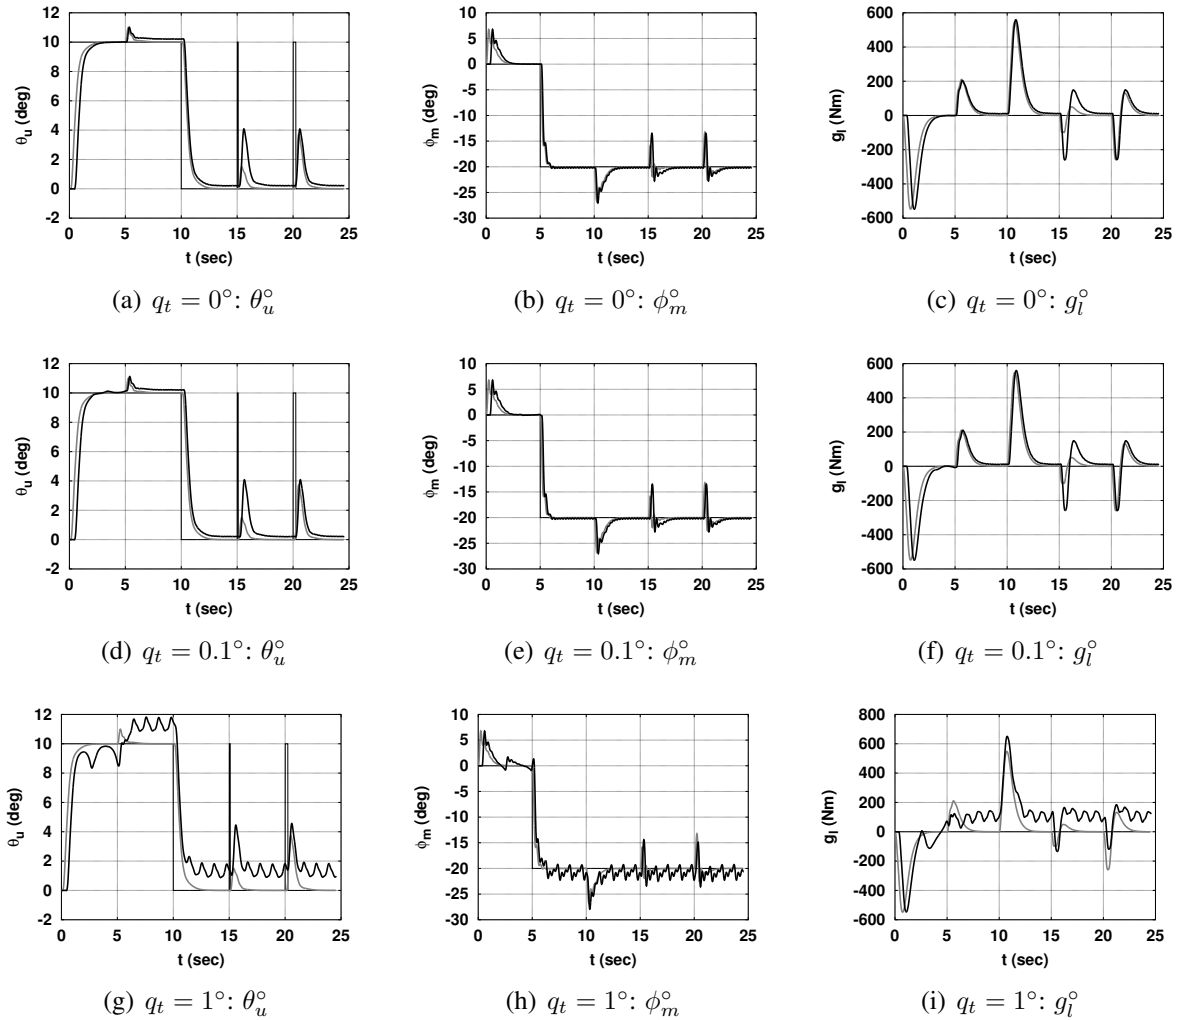 12
10
8
6
4
2
0
-2
θu (deg)
0 5 10 15 20 25
t (sec)
10
5
0
-5
-10
-15
-20
-25
-30
ϕm (deg)
0 5 10 15 20 25
t (sec)
600
400
200
0
-200
-400
-600
gl (Nm)
0 5 10 15 20 25
t (sec)
(a) qt = 0°: θu°
(b) qt = 0°: ϕm°
(c) qt = 0°: gl°
12
10
8
6
4
2
0
-2
θu (deg)
0 5 10 15 20 25
t (sec)
10
5
0
-5
-10
-15
-20
-25
-30
ϕm (deg)
0 5 10 15 20 25
t (sec)
600
400
200
0
-200
-400
-600
gl (Nm)
0 5 10 15 20 25
t (sec)
(d) qt = 0.1°: θu°
(e) qt = 0.1°: ϕm°
(f) qt = 0.1°: gl°
12
10
8
6
4
2
0
-2
θu (deg)
0 5 10 15 20 25
t (sec)
10
5
0
-5
-10
-15
-20
-25
-30
ϕm (deg)
0 5 10 15 20 25
t (sec)
800
600
400
200
0
-200
-400
-600
gl (Nm)
0 5 10 15 20 25
t (sec)
(g) qt = 1°: θu°
(h) qt = 1°: ϕm°
(i) qt = 1°: gl°